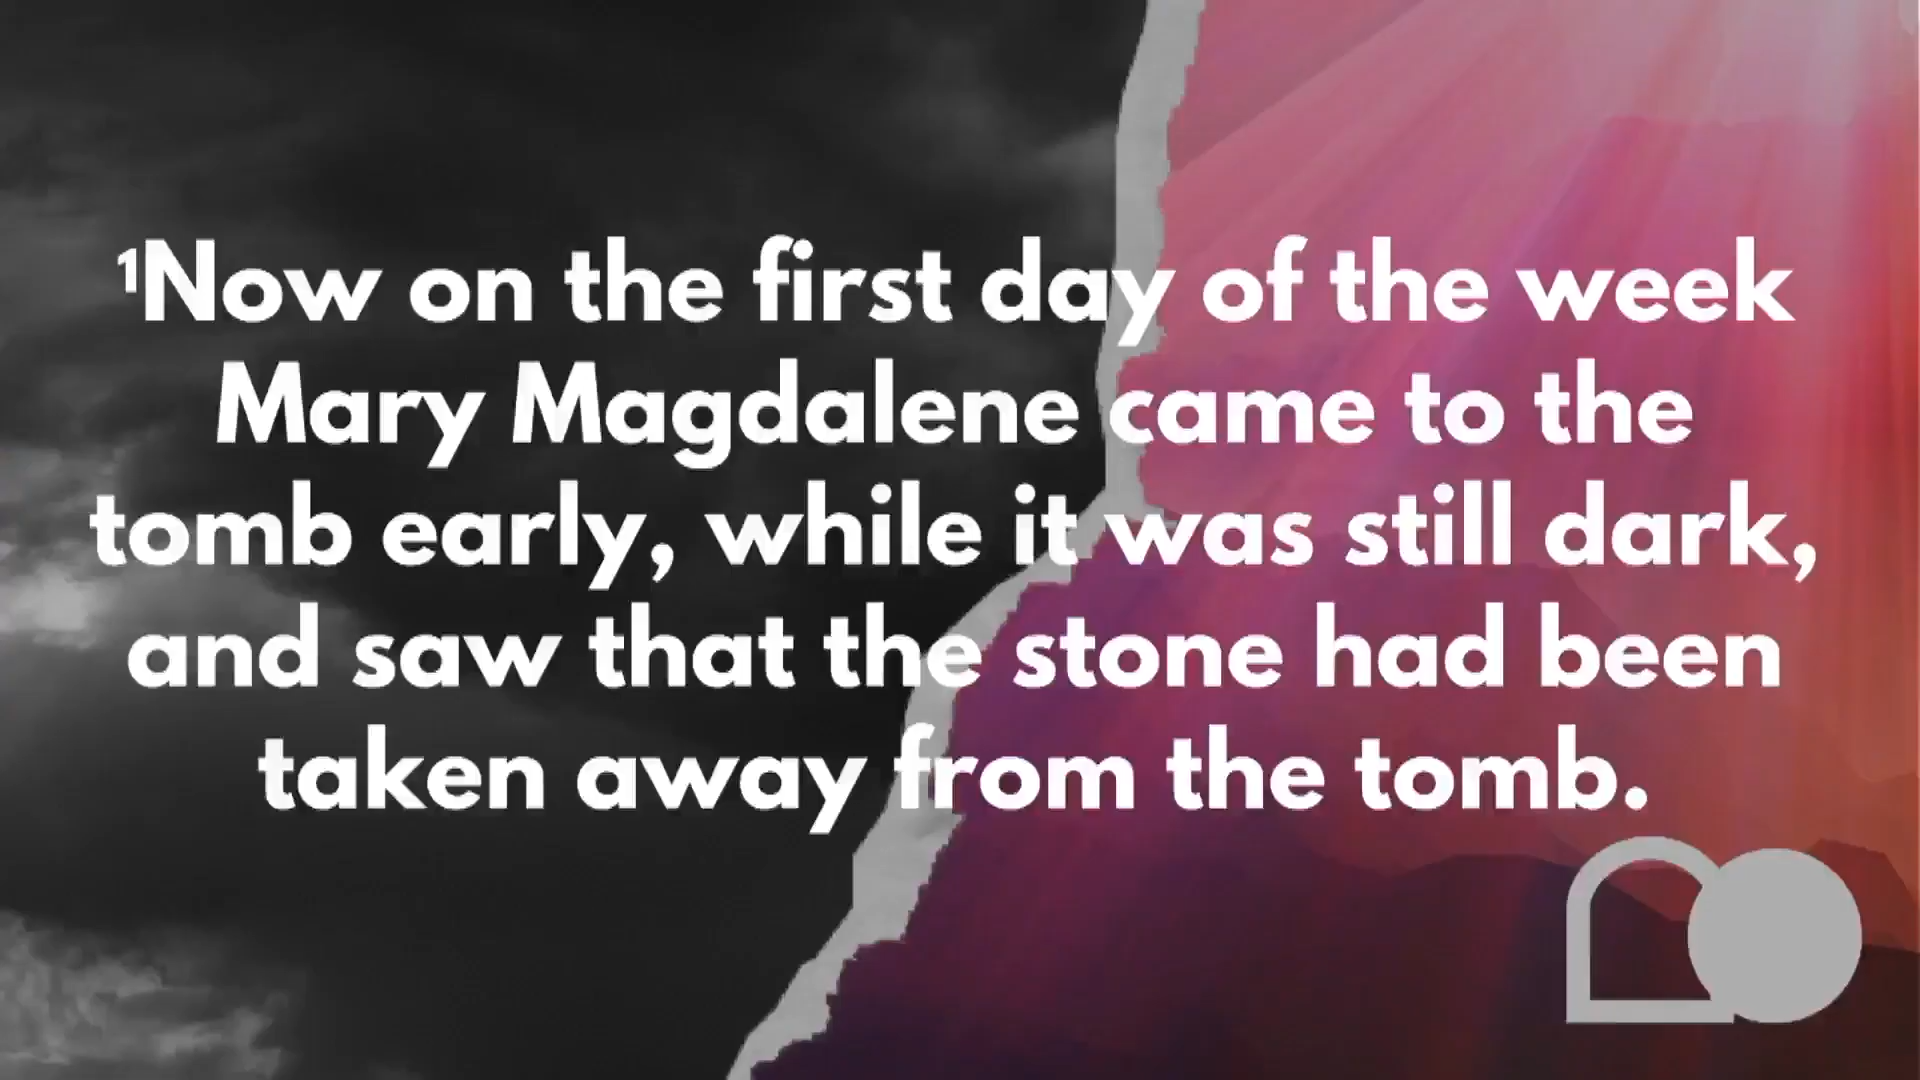 ¹Now on the first day of the week
Mary Magdalene came to the
tomb early, while it was still dark,
and saw that the stone had been
taken away from the tomb.